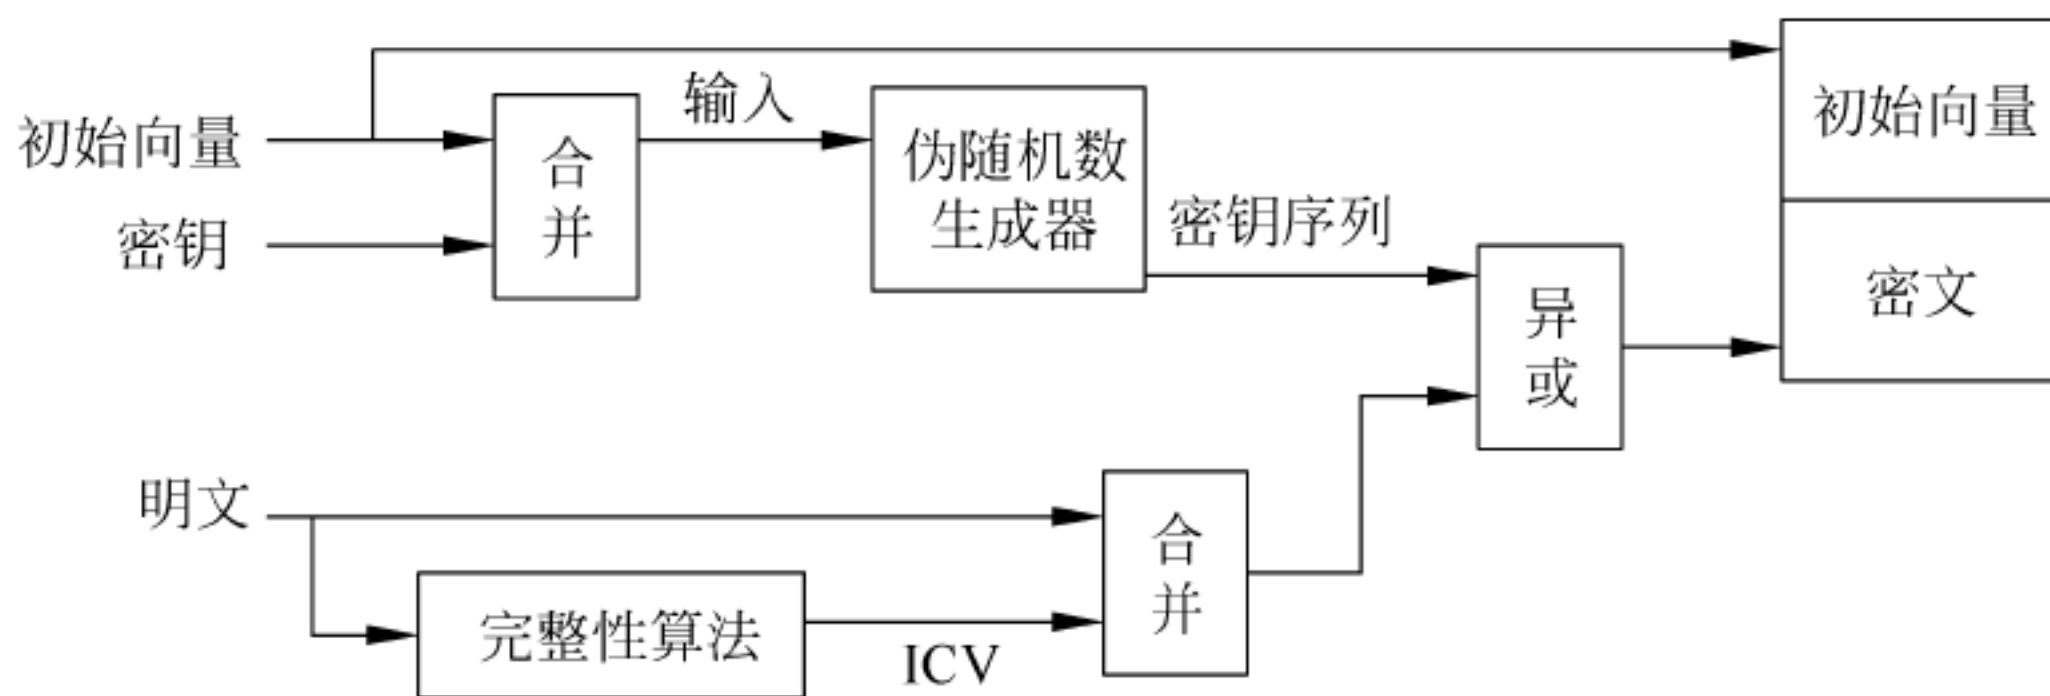 初始向量
密钥
合
并
输入
伪随机数
生成器
密钥序列
异
或
初始向量
密文
明文
完整性算法
ICV
合
并